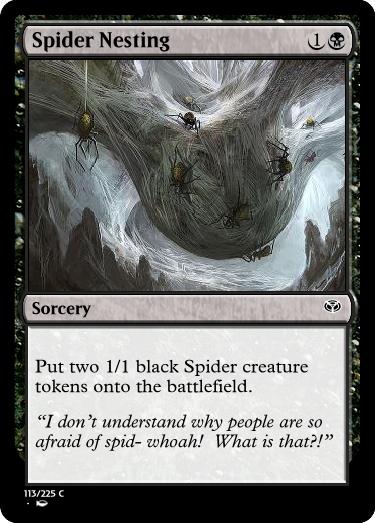 Spider Nesting 1
Sorcery
Put two 1/1 black Spider creature
tokens onto the battlefield.
“I don’t understand why people are so
afraid of spid- whoah!  What is that?!”
113/225 C